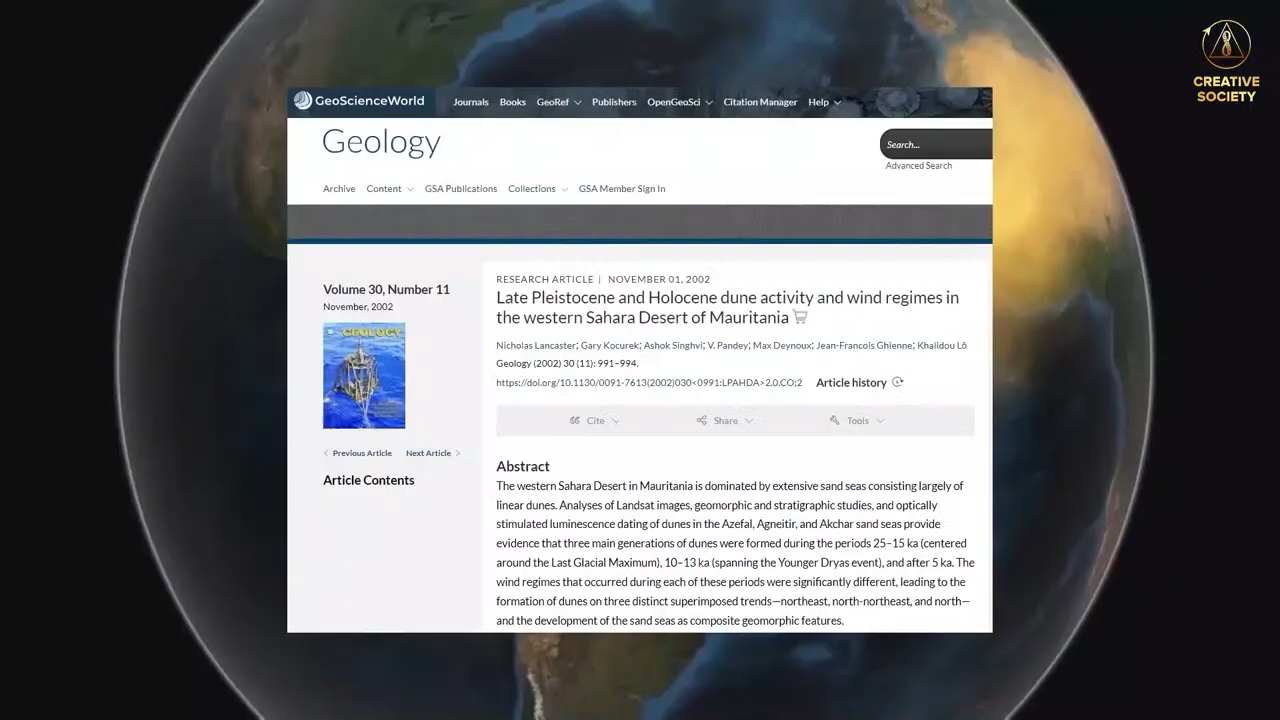 CREATIVE
SOCIETY
GeoScienceWorld
Journals Books GeoRef Publishers OpenGeoSci Citation Manager Help
Geology
Search...
Advanced Search
Archive Content GSA Publications Collections GSA Member Sign In
Volume 30, Number 11
November, 2002
GEOLOGY
Previous Article Next Article
Article Contents
RESEARCH ARTICLE | NOVEMBER 01, 2002
Late Pleistocene and Holocene dune activity and wind regimes in
the western Sahara Desert of Mauritania
Nicholas Lancaster; Gary Kocurek; Ashok Singhvi; V. Pandey; Max Deynoux; Jean-Francois Ghienne; Khalidou Lô
Geology (2002) 30 (11): 991–994.
https://doi.org/10.1130/0091-7613(2002)030<0991:LPAHDA>2.0.CO;2 Article history
Cite Share Tools
Abstract
The western Sahara Desert in Mauritania is dominated by extensive sand seas consisting largely of
linear dunes. Analyses of Landsat images, geomorphic and stratigraphic studies, and optically
stimulated luminescence dating of dunes in the Azefal, Agneitir, and Akchar sand seas provide
evidence that three main generations of dunes were formed during the periods 25–15 ka (centered
around the Last Glacial Maximum), 10–13 ka (spanning the Younger Dryas event), and after 5 ka. The
wind regimes that occurred during each of these periods were significantly different, leading to the
formation of dunes on three distinct superimposed trends—northeast, north-northeast, and north—
and the development of the sand seas as composite geomorphic features.